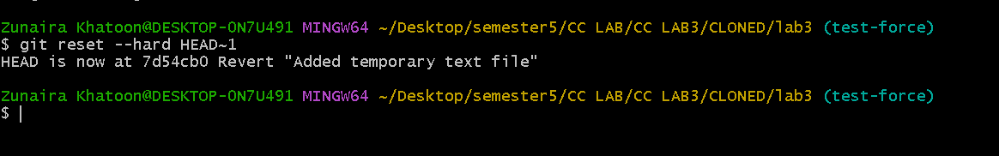 Zunaira Khatoon@DESKTOP-ON7U491 MINGW64 ~/Desktop/semester5/CC LAB/CC LAB3/CLONED/lab3 (test-force)
$ git reset --hard HEAD~1
HEAD is now at 7d54cb0 Revert "Added temporary text file"
Zunaira Khatoon@DESKTOP-ON7U491 MINGW64 ~/Desktop/semester5/CC LAB/CC LAB3/CLONED/lab3 (test-force)
$